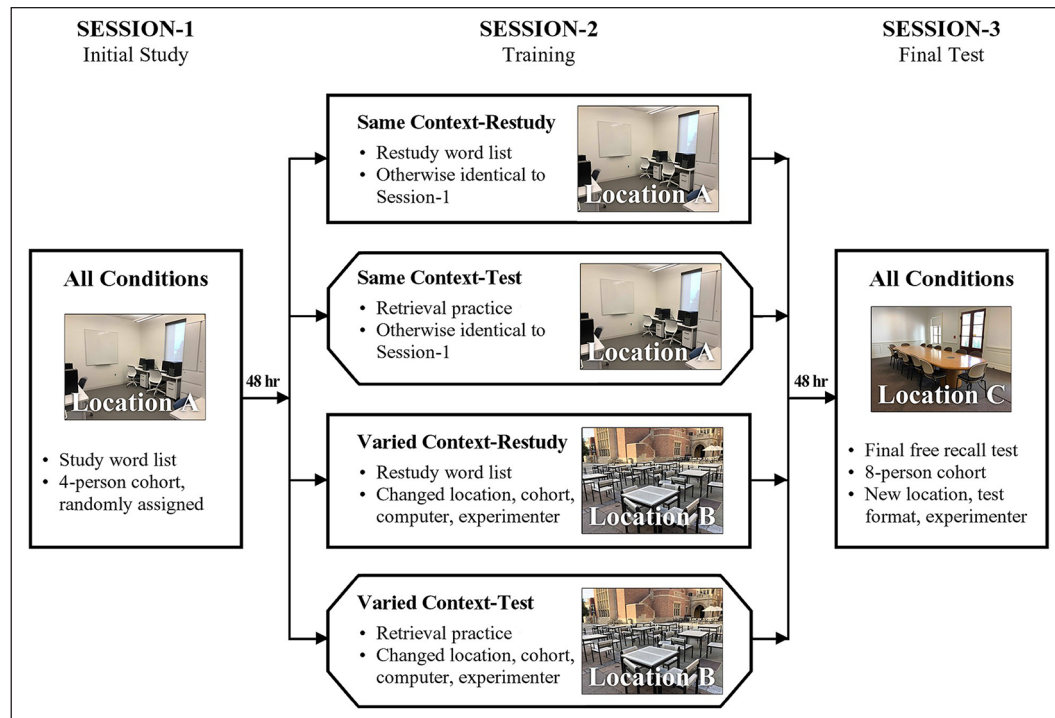 SESSION-1
Initial Study
SESSION-2
Training
SESSION-3
Final Test
All Conditions
Location A
• Study word list
• 4-person cohort,
randomly assigned
48 hr
Same Context-Restudy
• Restudy word list
• Otherwise identical to
Session-1
Location A
Same Context-Test
• Retrieval practice
• Otherwise identical to
Session-1
Location A
Varied Context-Restudy
• Restudy word list
• Changed location, cohort,
computer, experimenter
Location B
Varied Context-Test
• Retrieval practice
• Changed location, cohort,
computer, experimenter
Location B
48 hr
All Conditions
Location C
• Final free recall test
• 8-person cohort
• New location, test
format, experimenter